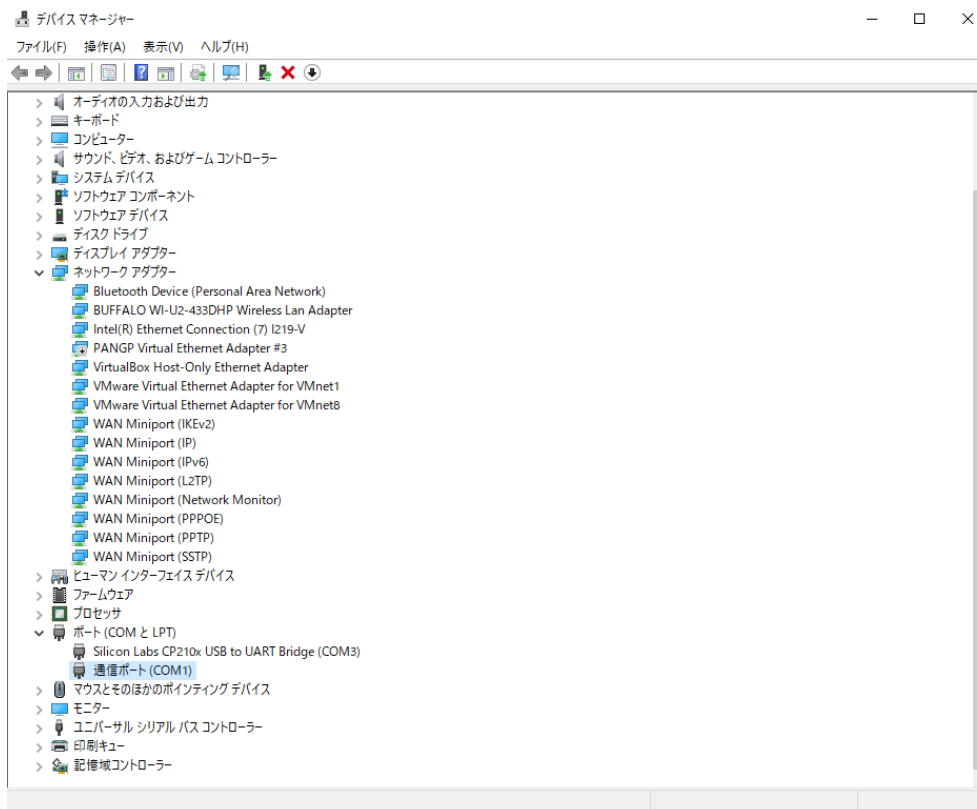 デバイス マネージャー
ファイル(F) 操作(A) 表示(V) ヘルプ(H)
オーディオの入力および出力
キーボード
コンピューター
サウンド、ビデオ、およびゲーム コントローラー
システム デバイス
ソフトウェア コンポーネント
ソフトウェア デバイス
ディスク ドライブ
ディスプレイ アダプター
ネットワーク アダプター
Bluetooth Device (Personal Area Network)
BUFFALO WI-U2-433DHP Wireless Lan Adapter
Intel(R) Ethernet Connection (7) I219-V
PANGP Virtual Ethernet Adapter #3
VirtualBox Host-Only Ethernet Adapter
VMware Virtual Ethernet Adapter for VMnet1
VMware Virtual Ethernet Adapter for VMnet8
WAN Miniport (IKEv2)
WAN Miniport (IP)
WAN Miniport (IPv6)
WAN Miniport (L2TP)
WAN Miniport (Network Monitor)
WAN Miniport (PPPOE)
WAN Miniport (PPTP)
WAN Miniport (SSTP)
ヒューマン インターフェイス デバイス
ファームウェア
プロセッサ
ポート (COM と LPT)
Silicon Labs CP210x USB to UART Bridge (COM3)
通信ポート (COM1)
マウスとそのほかのポインティング デバイス
モニター
ユニバーサル シリアル バス コントローラー
印刷キュー
記憶域コントローラー